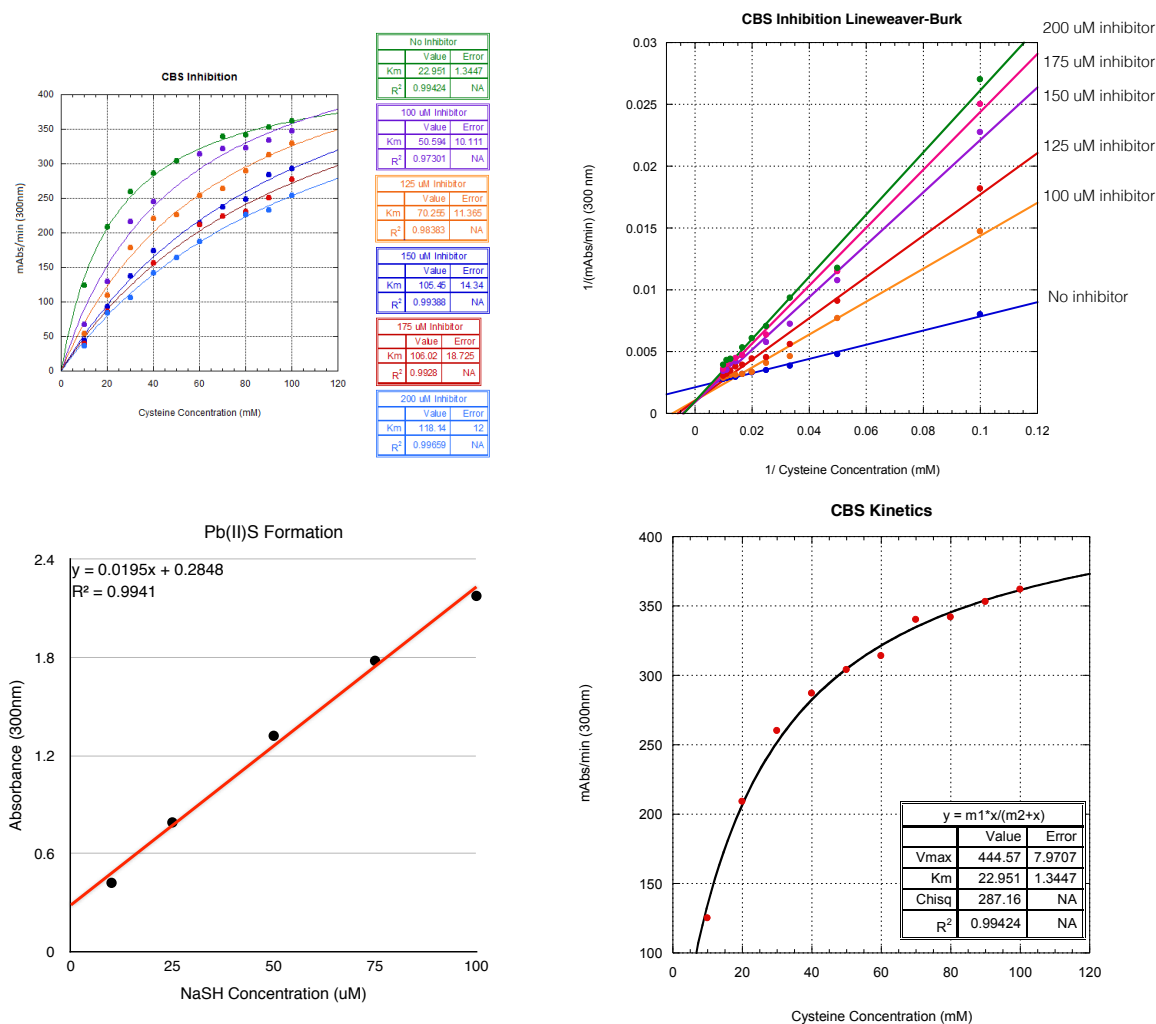 CBS Inhibition
400
350
300
250
200
150
100
50
0
0 20 40 60 80 100 120
mAbs/min (300nm)
Cysteine Concentration (mM)
No Inhibitor
Value Error
Km 22.951 1.3447
R² 0.99424 NA
100 uM Inhibitor
Value Error
Km 50.594 10.111
R² 0.97301 NA
125 uM Inhibitor
Value Error
Km 70.255 11.365
R² 0.98383 NA
150 uM Inhibitor
Value Error
Km 105.45 14.34
R² 0.99388 NA
175 uM Inhibitor
Value Error
Km 106.02 18.725
R² 0.9928 NA
200 uM Inhibitor
Value Error
Km 118.14 12
R² 0.99659 NA
CBS Inhibition Lineweaver-Burk
0.03
0.025
0.02
0.015
0.01
0.005
0
0 0.02 0.04 0.06 0.08 0.1 0.12
1/(mAbs/min) (300 nm)
1/ Cysteine Concentration (mM)
200 uM inhibitor
175 uM inhibitor
150 uM inhibitor
125 uM inhibitor
100 uM inhibitor
No inhibitor
Pb(II)S Formation
y = 0.0195x + 0.2848
R² = 0.9941
2.4
1.8
1.2
0.6
0
0 25 50 75 100
Absorbance (300nm)
NaSH Concentration (uM)
CBS Kinetics
400
350
300
250
200
150
100
0 20 40 60 80 100 120
mAbs/min (300nm)
Cysteine Concentration (mM)
y = m1*x/(m2+x)
Value Error
Vmax 444.57 7.9707
Km 22.951 1.3447
Chisq 287.16 NA
R² 0.99424 NA